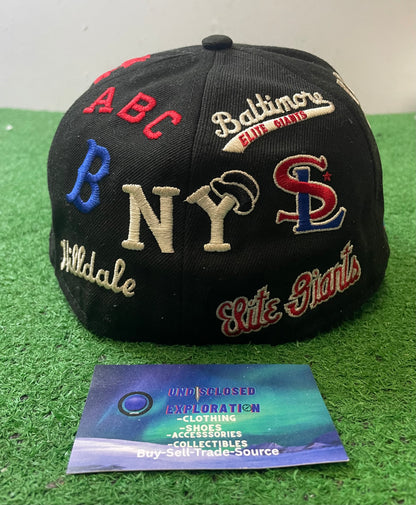 ABC
Baltimore
ELITE GIANTS
B
NY
SL
Hilldale
Elite Giants
UNDISCLOSED
EXPLORATION
-CLOTHING
-SHOES
-ACCESSSORIES
-COLLECTIBLES
Buy-Sell-Trade-Source